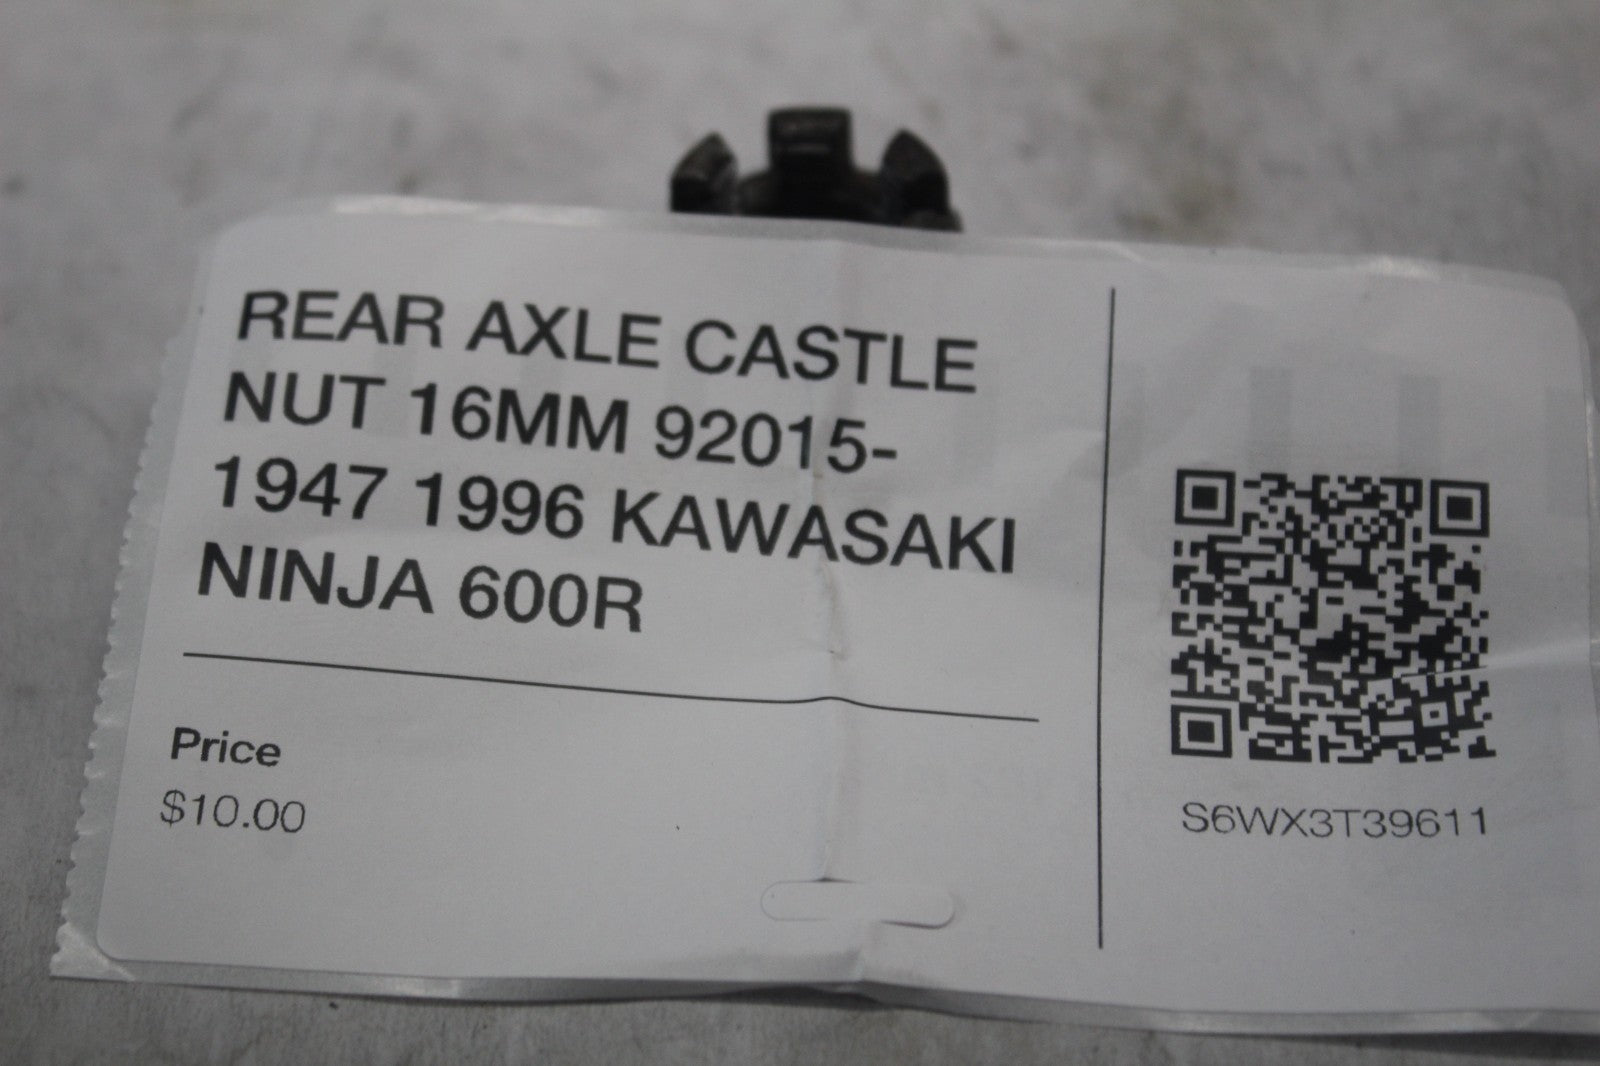 REAR AXLE CASTLE
NUT 16MM 92015-
1947 1996 KAWASAKI
NINJA 600R
Price
$10.00
S6WX3T39611